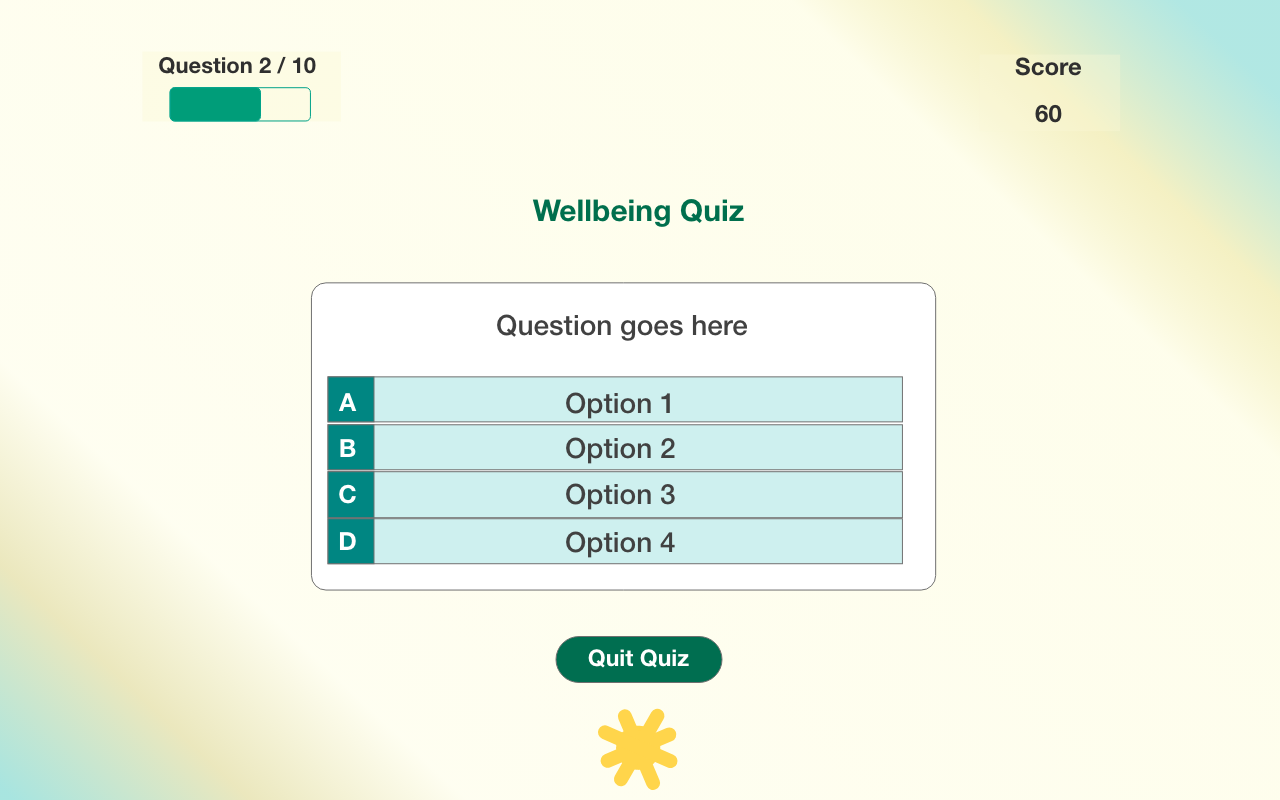 Question 2 / 10
Score
60
Wellbeing Quiz
Question goes here
A Option 1
B Option 2
C Option 3
D Option 4
Quit Quiz